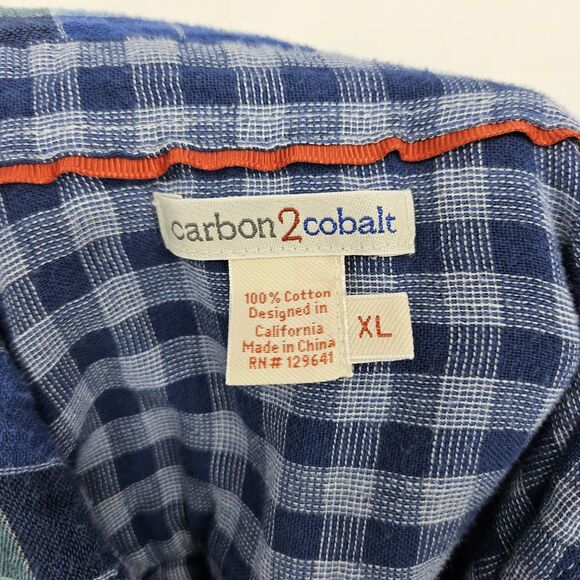 carbon2cobalt
100% Cotton
Designed in
California
Made in China
RN# 129641
XL